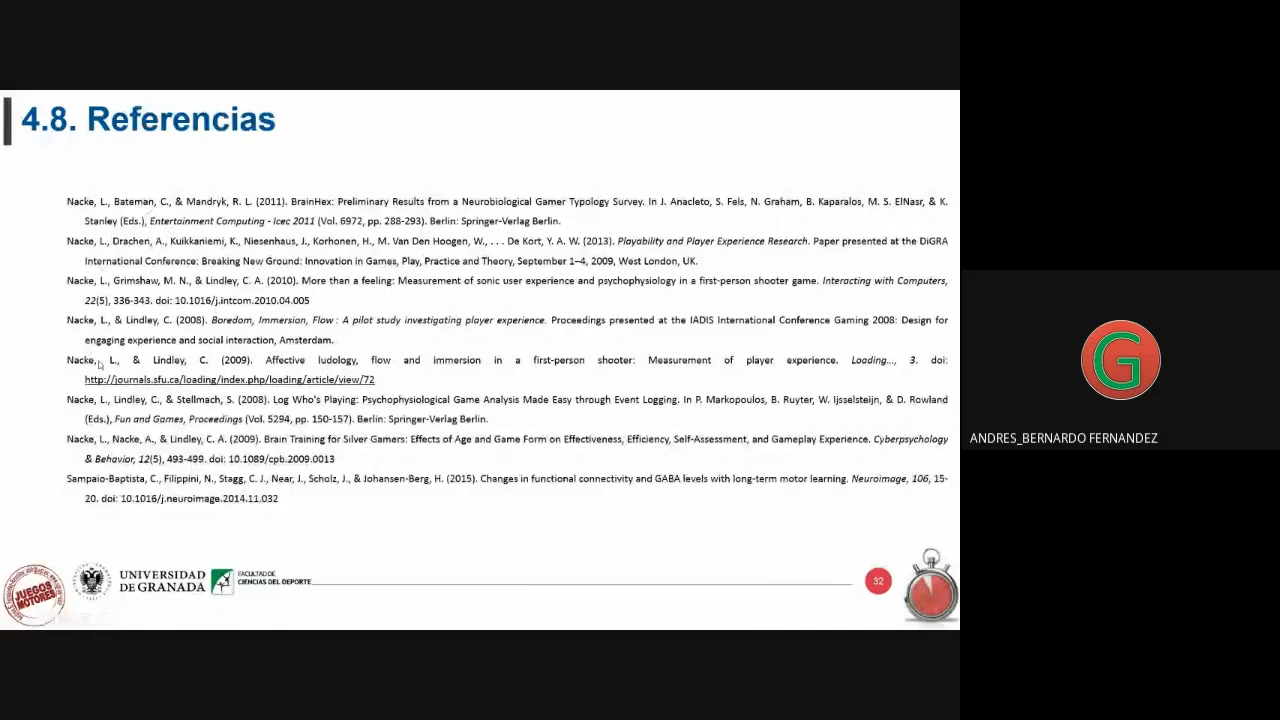 4.8. Referencias
Nacke, L., Bateman, C., & Mandryk, R. L. (2011). BrainHex: Preliminary Results from a Neurobiological Gamer Typology Survey. In J. Anacleto, S. Fels, N. Graham, B. Kaparalos, M. S. ElNasr, & K.
Stanley (Eds.), Entertainment Computing - Icec 2011 (Vol. 6972, pp. 288-293). Berlin: Springer-Verlag Berlin.
Nacke, L., Drachen, A., Kuikkaniemi, K., Niesenhaus, J., Korhonen, H., M. Van Den Hoogen, W., . . . De Kort, Y. A. W. (2013). Playability and Player Experience Research. Paper presented at the DiGRA
International Conference: Breaking New Ground: Innovation in Games, Play, Practice and Theory, September 1–4, 2009, West London, UK.
Nacke, L., Grimshaw, M. N., & Lindley, C. A. (2010). More than a feeling: Measurement of sonic user experience and psychophysiology in a first-person shooter game. Interacting with Computers,
22(5), 336-343. doi: 10.1016/j.intcom.2010.04.005
Nacke, L., & Lindley, C. (2008). Boredom, Immersion, Flow : A pilot study investigating player experience. Proceedings presented at the IADIS International Conference Gaming 2008: Design for
engaging experience and social interaction, Amsterdam.
Nacke, L., & Lindley, C. (2009). Affective ludology, flow and immersion in a first-person shooter: Measurement of player experience. Loading..., 3. doi:
http://journals.sfu.ca/loading/index.php/loading/article/view/72
Nacke, L., Lindley, C., & Stellmach, S. (2008). Log Who's Playing: Psychophysiological Game Analysis Made Easy through Event Logging. In P. Markopoulos, B. Ruyter, W. Ijsselsteijn, & D. Rowland
(Eds.), Fun and Games, Proceedings (Vol. 5294, pp. 150-157). Berlin: Springer-Verlag Berlin.
Nacke, L., Nacke, A., & Lindley, C. A. (2009). Brain Training for Silver Gamers: Effects of Age and Game Form on Effectiveness, Efficiency, Self-Assessment, and Gameplay Experience. Cyberpsychology
& Behavior, 12(5), 493-499. doi: 10.1089/cpb.2009.0013
Sampaio-Baptista, C., Filippini, N., Stagg, C. J., Near, J., Scholz, J., & Johansen-Berg, H. (2015). Changes in functional connectivity and GABA levels with long-term motor learning. Neuroimage, 106, 15-
20. doi: 10.1016/j.neuroimage.2014.11.032
JUEGOS
MOTORES
UNIVERSIDAD
DE GRANADA
FACULTAD DE
CIENCIAS DEL DEPORTE
32
G
ANDRES_BERNARDO FERNANDEZ